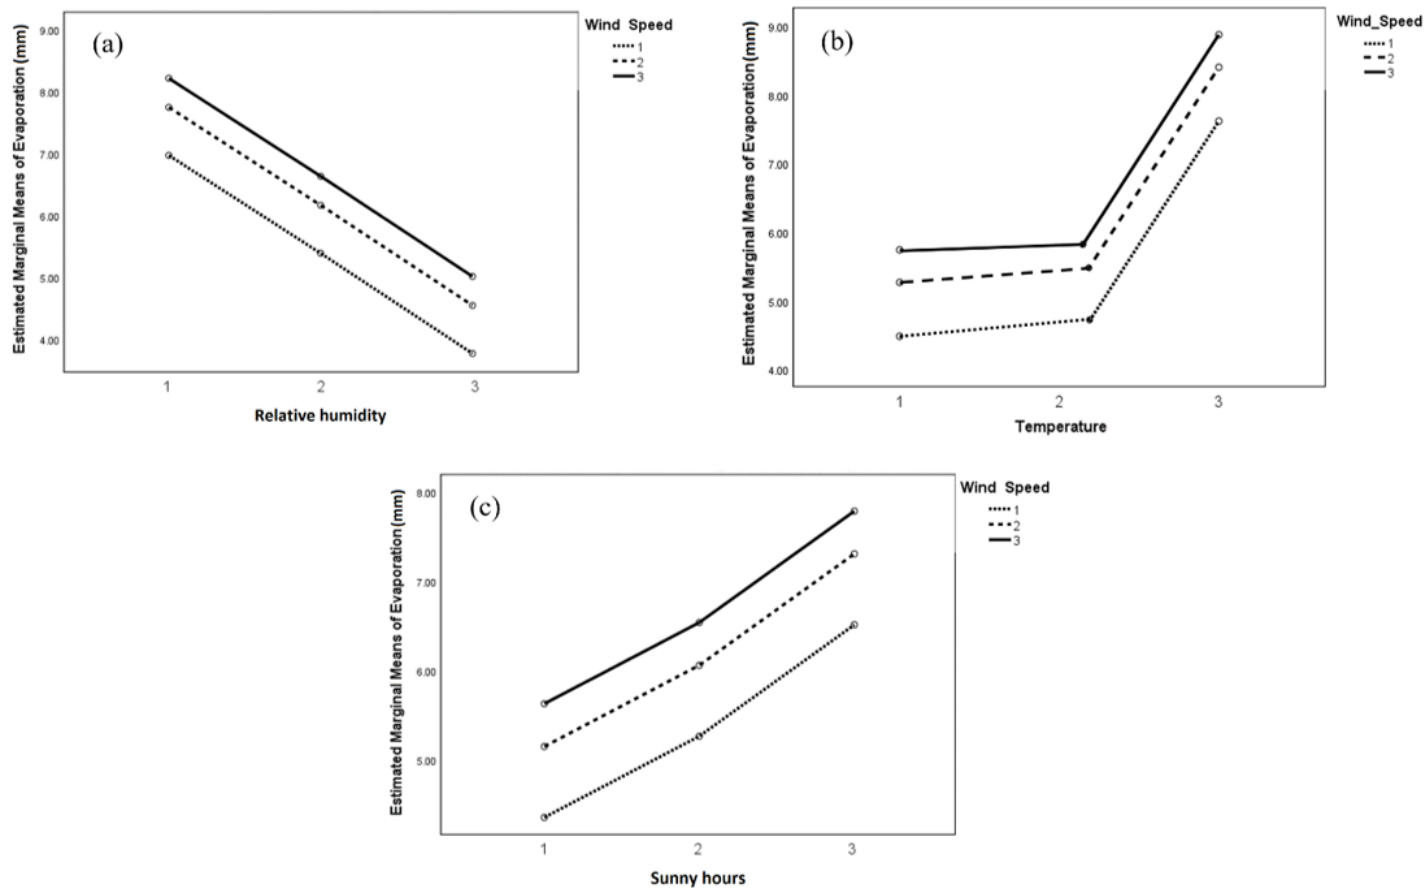 (a)
Estimated Marginal Means of Evaporation (mm)
9.00
8.00
7.00
6.00
5.00
4.00
1 2 3
Relative humidity
Wind Speed
1
2
3
(b)
Estimated Marginal Means of Evaporation (mm)
9.00
8.00
7.00
6.00
5.00
4.00
1 2 3
Temperature
Wind_Speed
1
2
3
(c)
Estimated Marginal Means of Evaporation (mm)
8.00
7.00
6.00
5.00
1 2 3
Sunny hours
Wind Speed
1
2
3